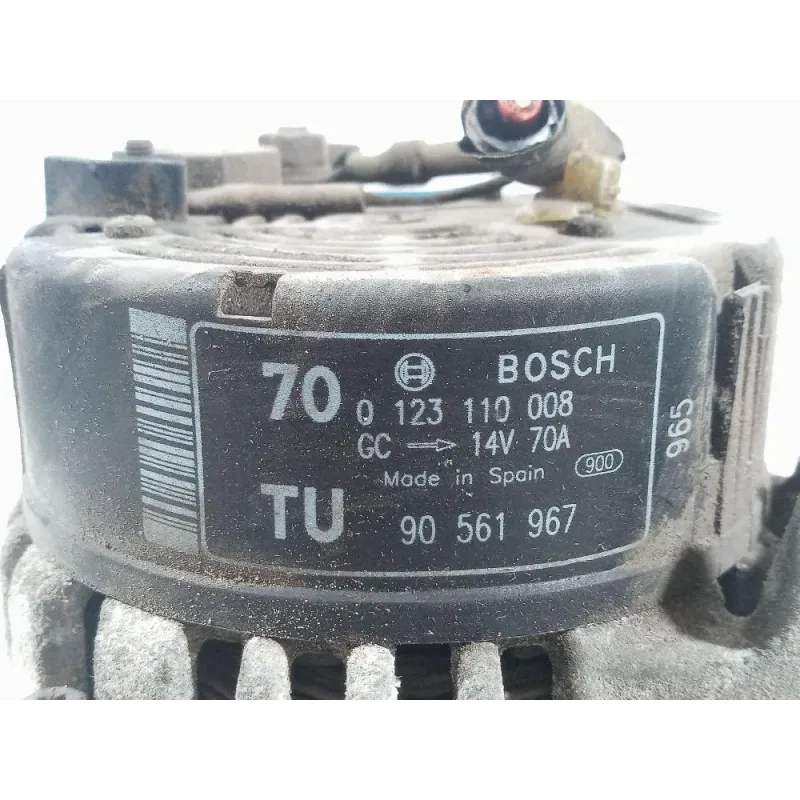 70 BOSCH
0 123 110 008
GC → 14V 70A
Made in Spain 900
TU 90 561 967
965